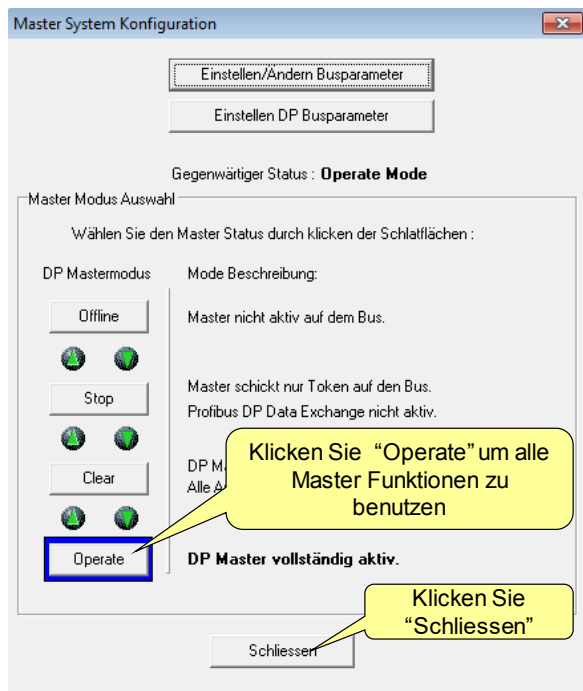 Master System Konfiguration
Einstellen/Ändern Busparameter
Einstellen DP Busparameter
Gegenwärtiger Status : Operate Mode
Master Modus Auswahl
Wählen Sie den Master Status durch klicken der Schlatflächen :
DP Mastermodus
Mode Beschreibung:
Offline
Master nicht aktiv auf dem Bus.
Stop
Master schickt nur Token auf den Bus.
Profibus DP Data Exchange nicht aktiv.
Klicken Sie “Operate” um alle
Master Funktionen zu
benutzen
Clear
DP
Alle
Operate
DP Master vollständig aktiv.
Klicken Sie
“Schliessen”
Schliessen